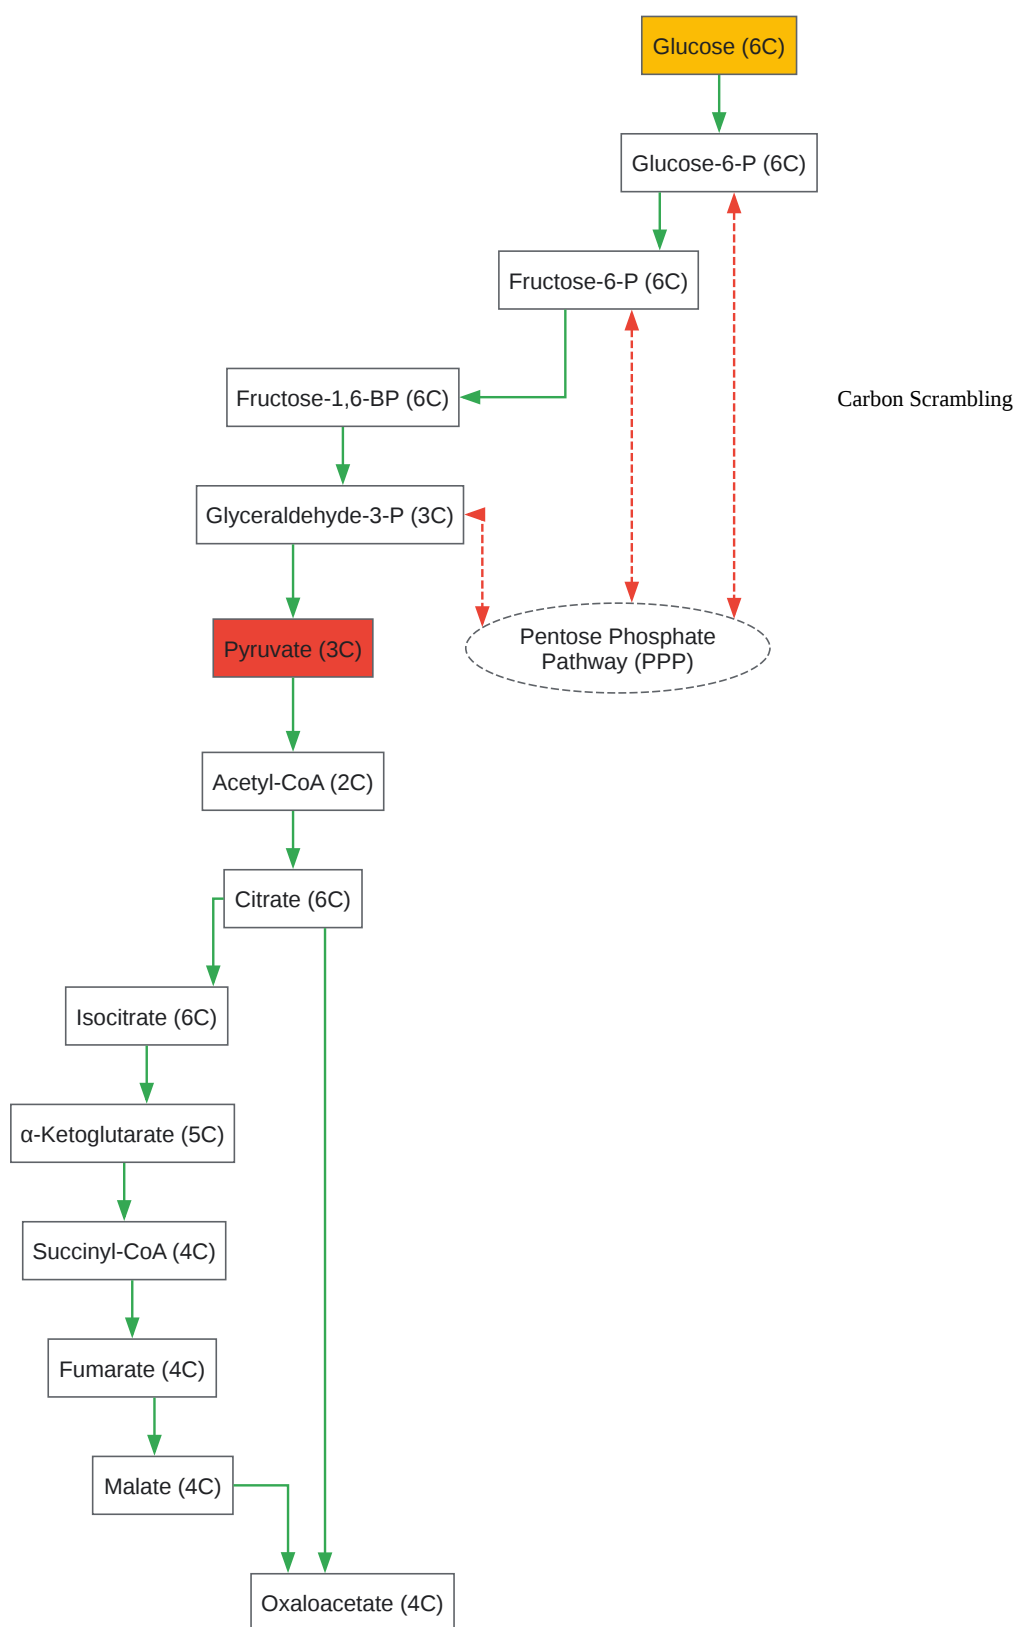 Glucose (6C)
Glucose-6-P (6C)
Fructose-6-P (6C)
Fructose-1,6-BP (6C)
Carbon Scrambling
Glyceraldehyde-3-P (3C)
Pentose Phosphate
Pathway (PPP)
Pyruvate (3C)
Acetyl-CoA (2C)
Citrate (6C)
Isocitrate (6C)
α-Ketoglutarate (5C)
Succinyl-CoA (4C)
Fumarate (4C)
Malate (4C)
Oxaloacetate (4C)